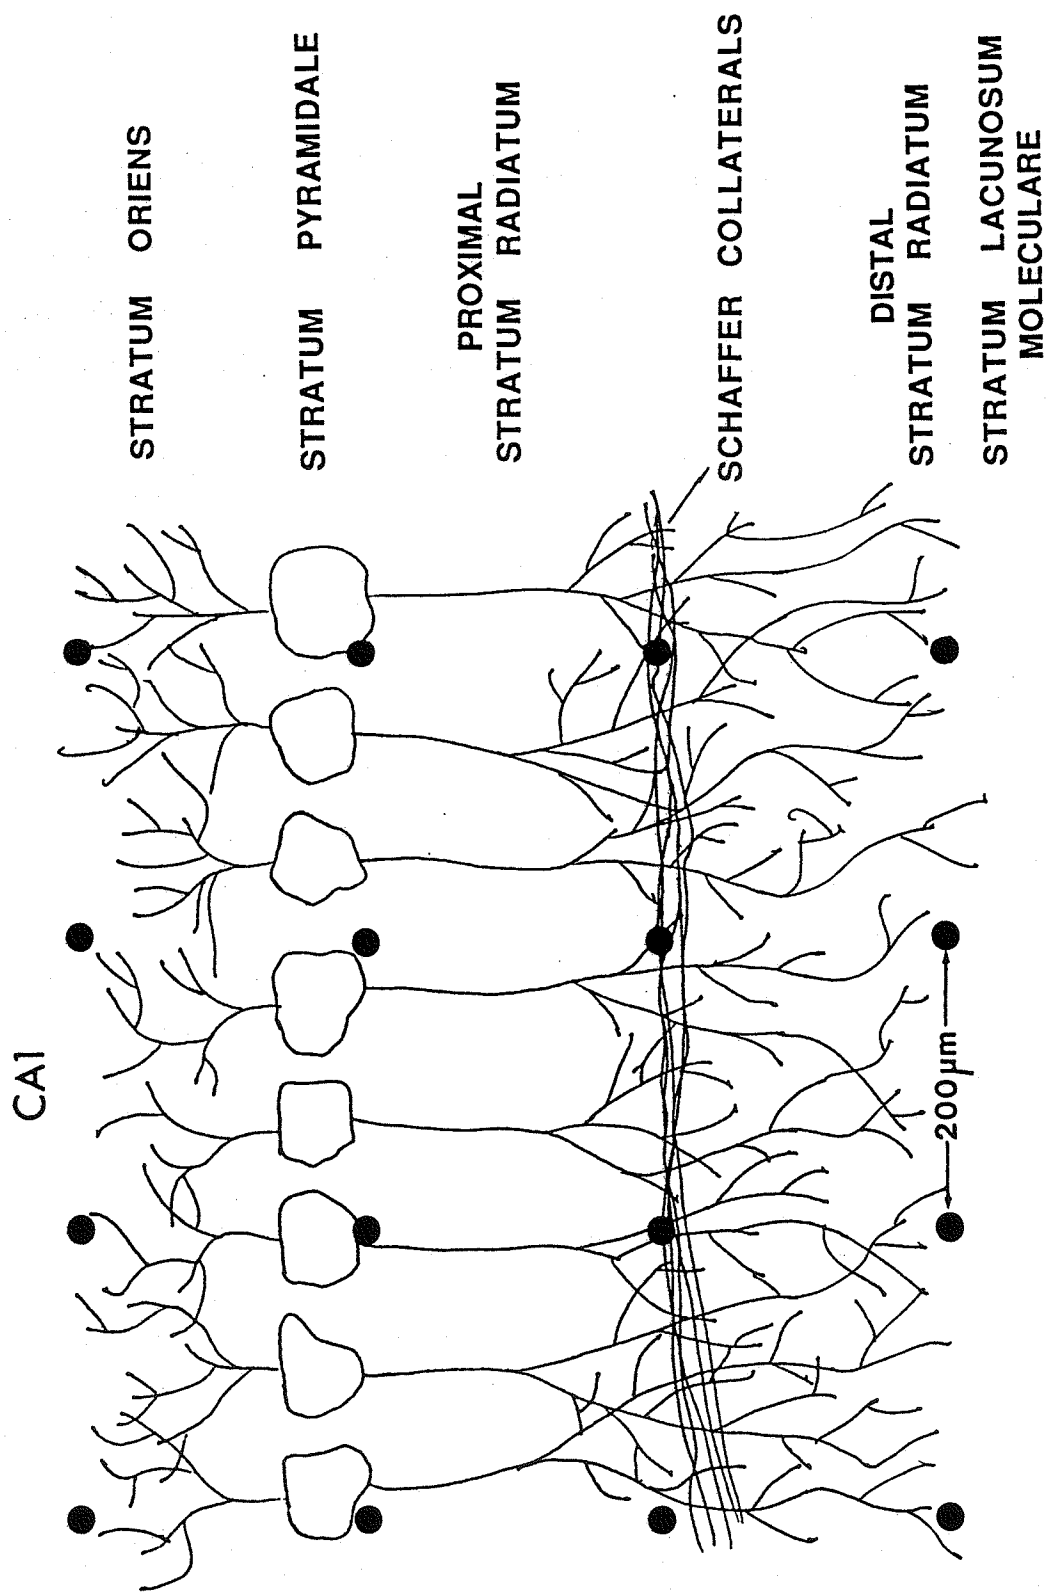 CA1
STRATUM ORIENS
STRATUM PYRAMIDALE
PROXIMAL
STRATUM RADIATUM
SCHAFFER COLLATERALS
DISTAL
STRATUM RADIATUM
STRATUM LACUNOSUM
MOLECULARE
200μm